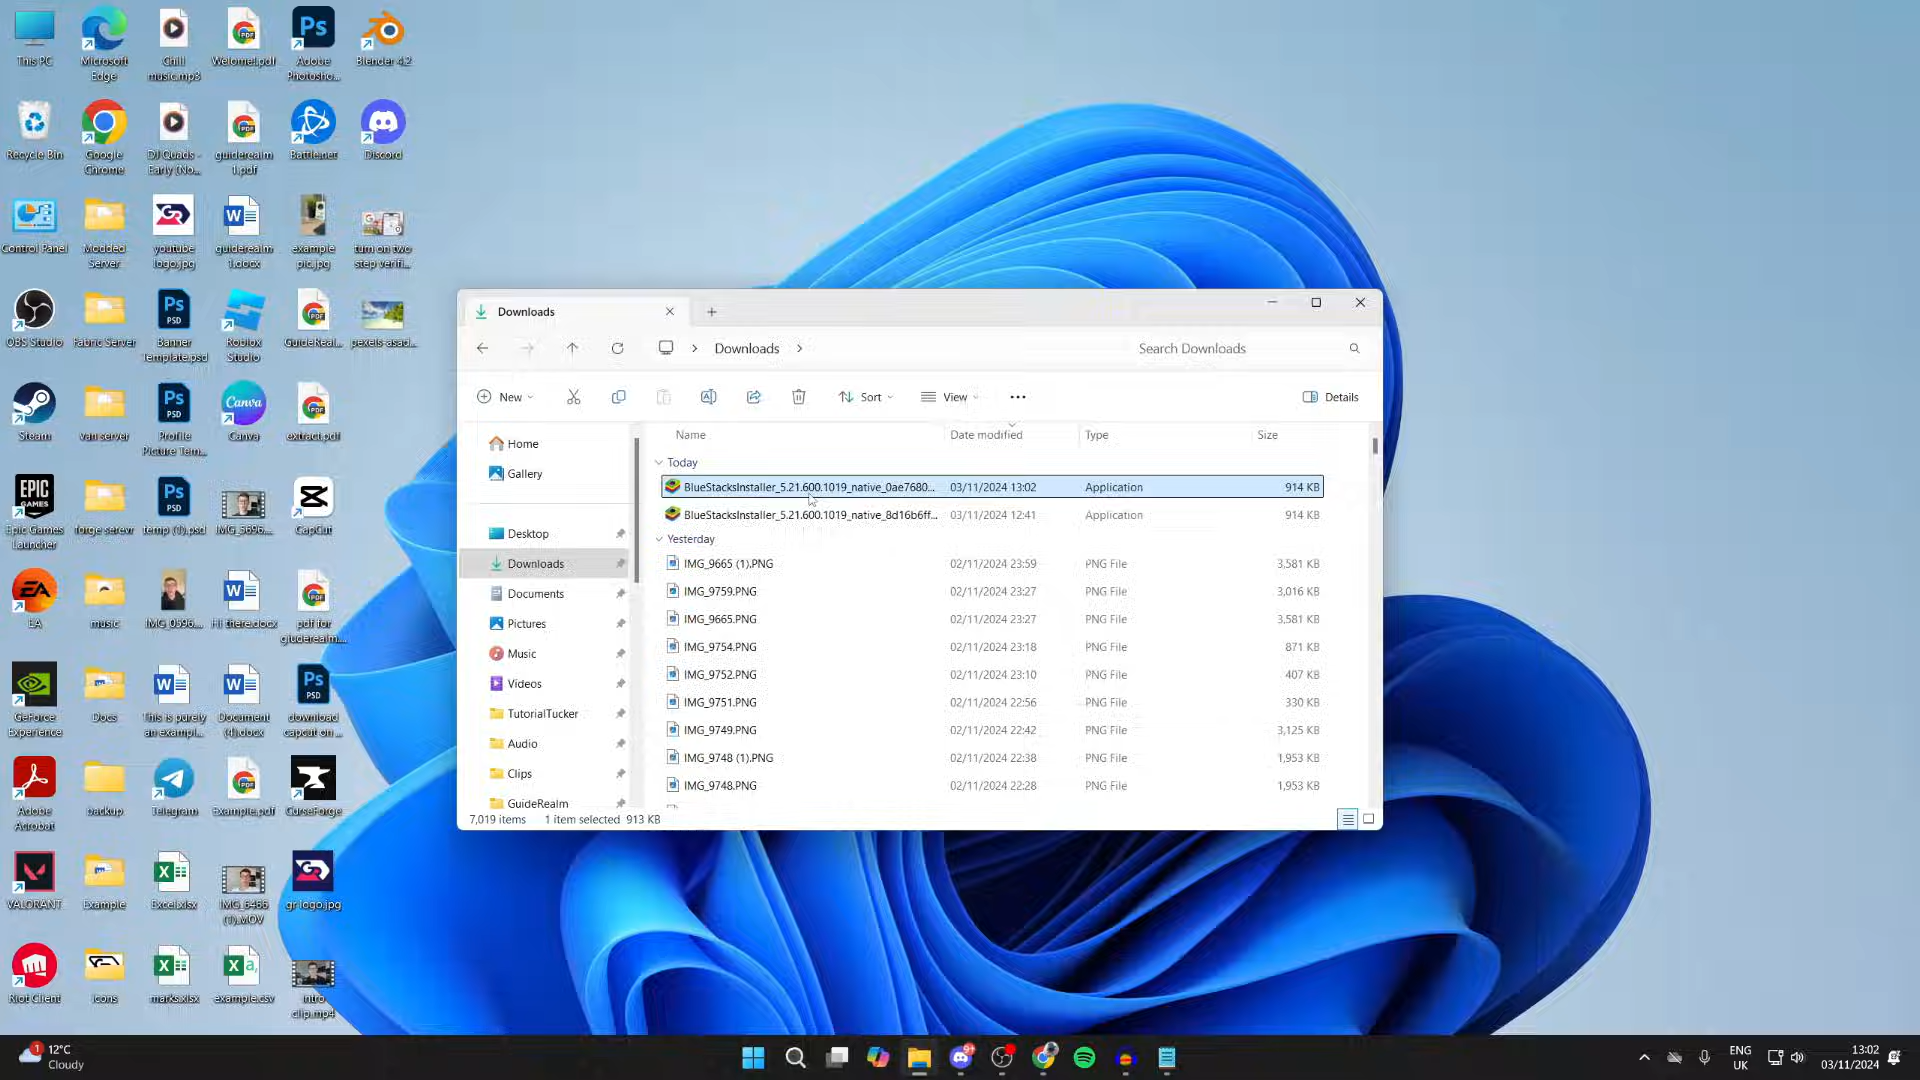 This PC
Microsoft
Edge
Chill
music.mp3
Welome!.pdf
Adobe
Photosho...
Blender 4.2
Recycle Bin
Google
Chrome
DJ Quads -
Early (No...
guiderealm
1.pdf
Battle.net
Discord
Control Panel
Modded
Server
youtube
logo.jpg
guiderealm
1.docx
example
pic.jpg
turn on two
step verifi...
OBS Studio
Fabric Server
Banner
Template.psd
Roblox
Studio
GuideReal...
pexels-asad...
Steam
van server
Profile
Picture Tem...
Canva
extract.pdf
Epic Games
Launcher
forge serevr
temp (1).psd
IMG_5696...
CapCut
EA
music
IMG_0596...
Hi there.docx
pdf for
giuderealm...
GeForce
Experience
Docs
This is purely
an exampl...
Document
(4).docx
download
capcut on ...
Adobe
Acrobat
backup
Telegram
Example.pdf
CurseForge
VALORANT
Example
Excel.xlsx
IMG_5466
(1).MOV
gr-logo.jpg
Riot Client
icons
marks.xlsx
example.csv
intro
clip.mp4
Downloads
Downloads
Search Downloads
New
Sort
View
Details
Home
Gallery
Desktop
Downloads
Documents
Pictures
Music
Videos
TutorialTucker
Audio
Clips
GuideRealm
Name Date modified Type Size
Today
BlueStacksInstaller_5.21.600.1019_native_0ae7680... 03/11/2024 13:02 Application 914 KB
BlueStacksInstaller_5.21.600.1019_native_8d16b6ff... 03/11/2024 12:41 Application 914 KB
Yesterday
IMG_9665 (1).PNG 02/11/2024 23:59 PNG File 3,581 KB
IMG_9759.PNG 02/11/2024 23:27 PNG File 3,016 KB
IMG_9665.PNG 02/11/2024 23:27 PNG File 3,581 KB
IMG_9754.PNG 02/11/2024 23:18 PNG File 871 KB
IMG_9752.PNG 02/11/2024 23:10 PNG File 407 KB
IMG_9751.PNG 02/11/2024 22:56 PNG File 330 KB
IMG_9749.PNG 02/11/2024 22:42 PNG File 3,125 KB
IMG_9748 (1).PNG 02/11/2024 22:38 PNG File 1,953 KB
IMG_9748.PNG 02/11/2024 22:28 PNG File 1,953 KB
7,019 items 1 item selected 913 KB
12°C
Cloudy
ENG
UK
13:02
03/11/2024